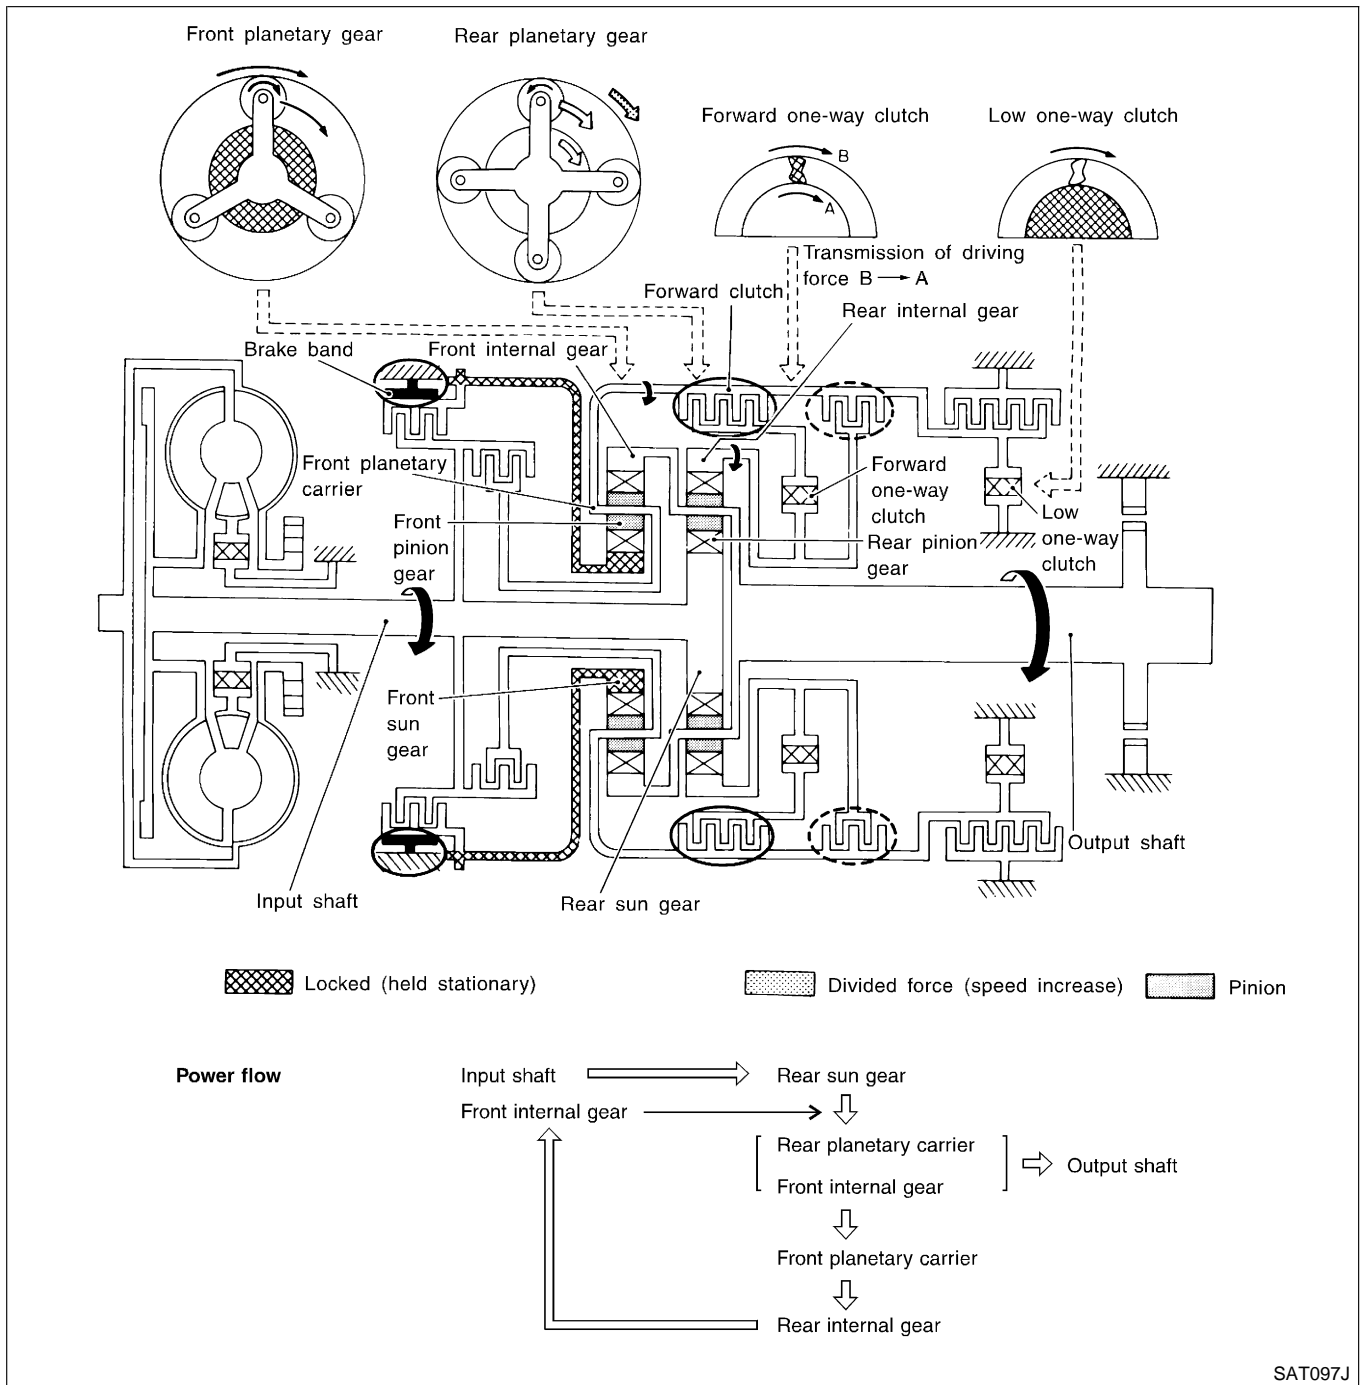 Front planetary gear
Rear planetary gear
Forward one-way clutch
Low one-way clutch
B
A
Transmission of driving
force B → A
Forward clutch
Rear internal gear
Brake band
Front internal gear
Front planetary
carrier
Front
pinion
gear
Forward
one-way
clutch
Rear pinion
gear
Low
one-way
clutch
Front
sun
gear
Output shaft
Input shaft
Rear sun gear
Locked (held stationary)
Divided force (speed increase)
Pinion
Power flow
Input shaft
Rear sun gear
Front internal gear
Rear planetary carrier
Front internal gear
Output shaft
Front planetary carrier
Rear internal gear
SAT097J